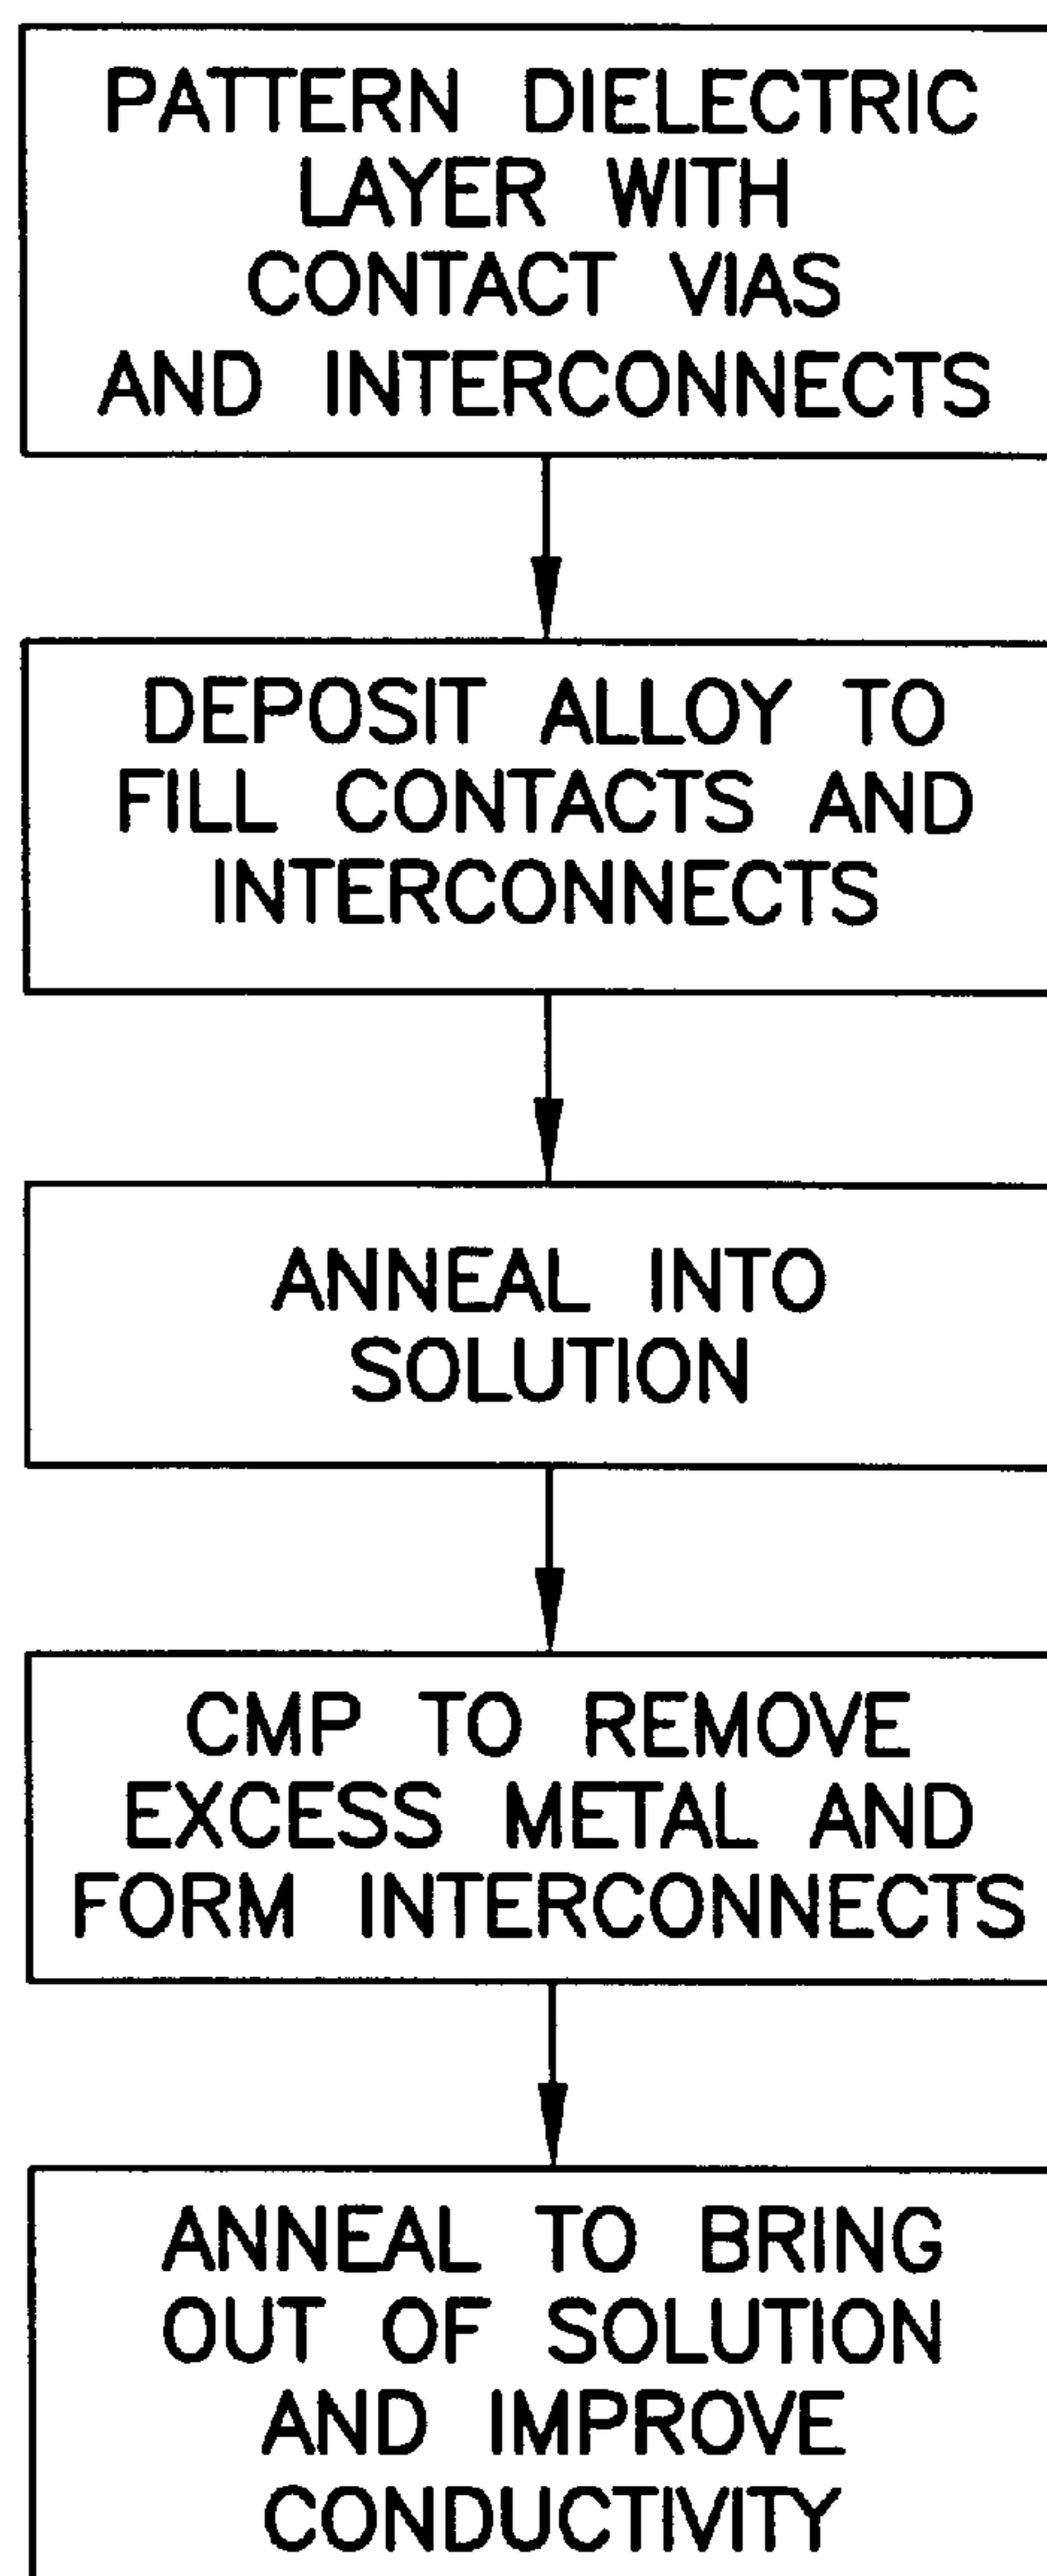 PATTERN DIELECTRIC
LAYER WITH
CONTACT VIAS
AND INTERCONNECTS
DEPOSIT ALLOY TO
FILL CONTACTS AND
INTERCONNECTS
ANNEAL INTO
SOLUTION
CMP TO REMOVE
EXCESS METAL AND
FORM INTERCONNECTS
ANNEAL TO BRING
OUT OF SOLUTION
AND IMPROVE
CONDUCTIVITY